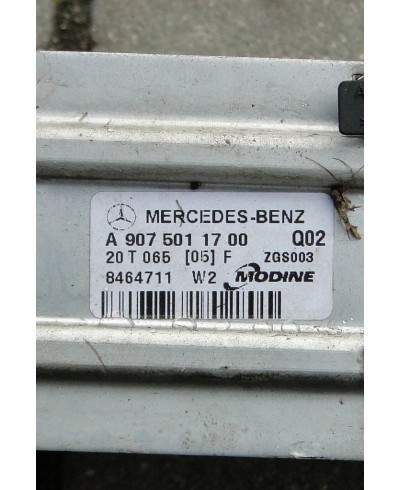 MERCEDES-BENZ
A 907 501 17 00 Q02
20 T 065 [05] F ZGS003
8464711 W2 MODINE